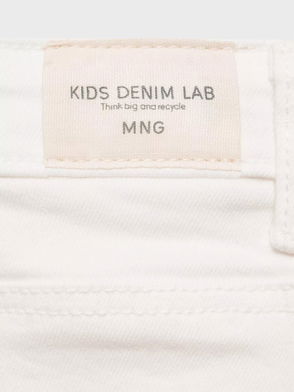 KIDS DENIM LAB
Think big and recycle
MNG